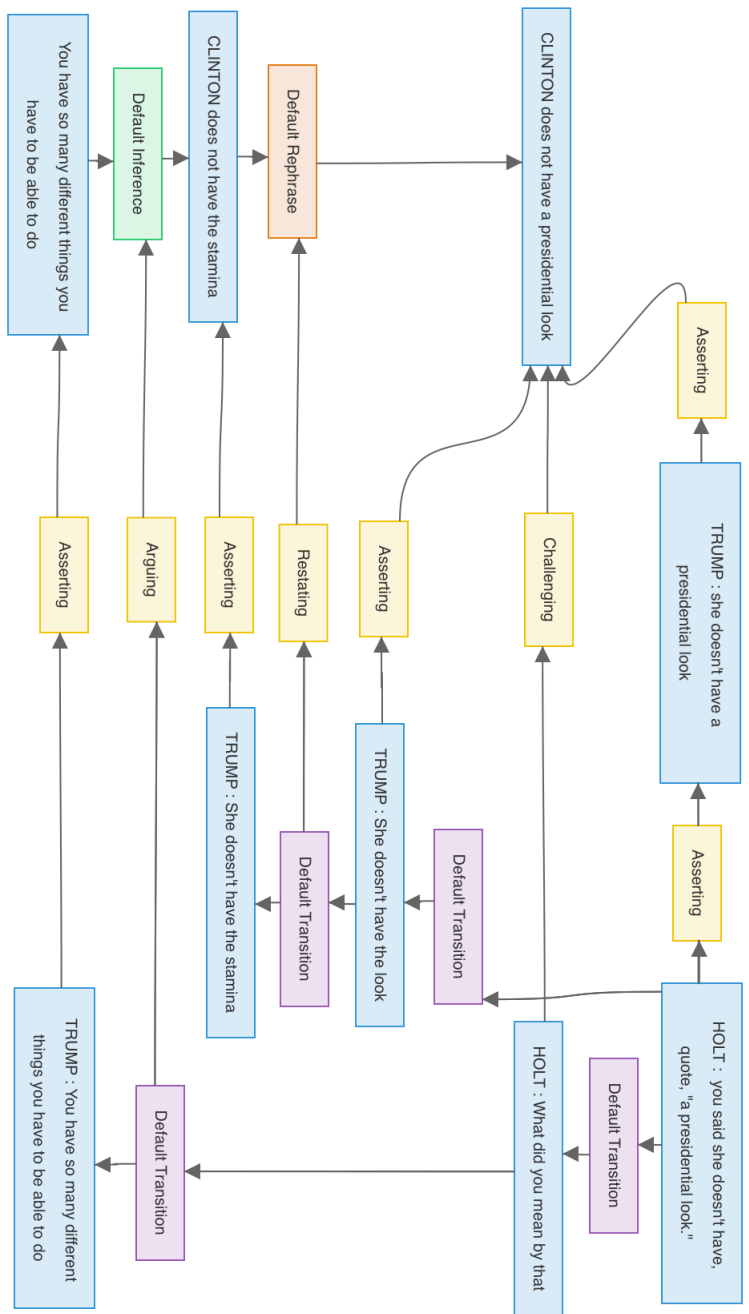 Asserting
TRUMP : she doesn't have a
presidential look
Asserting
HOLT : you said she doesn't have,
quote, "a presidential look."
Default Transition
CLINTON does not have a presidential look
Challenging
HOLT : What did you mean by that
Default Transition
Asserting
TRUMP : She doesn't have the look
Default Rephrase
Restating
Default Transition
CLINTON does not have the stamina
Asserting
TRUMP : She doesn't have the stamina
Default Inference
Arguing
Default Transition
You have so many different things you
have to be able to do
Asserting
TRUMP : You have so many different
things you have to be able to do